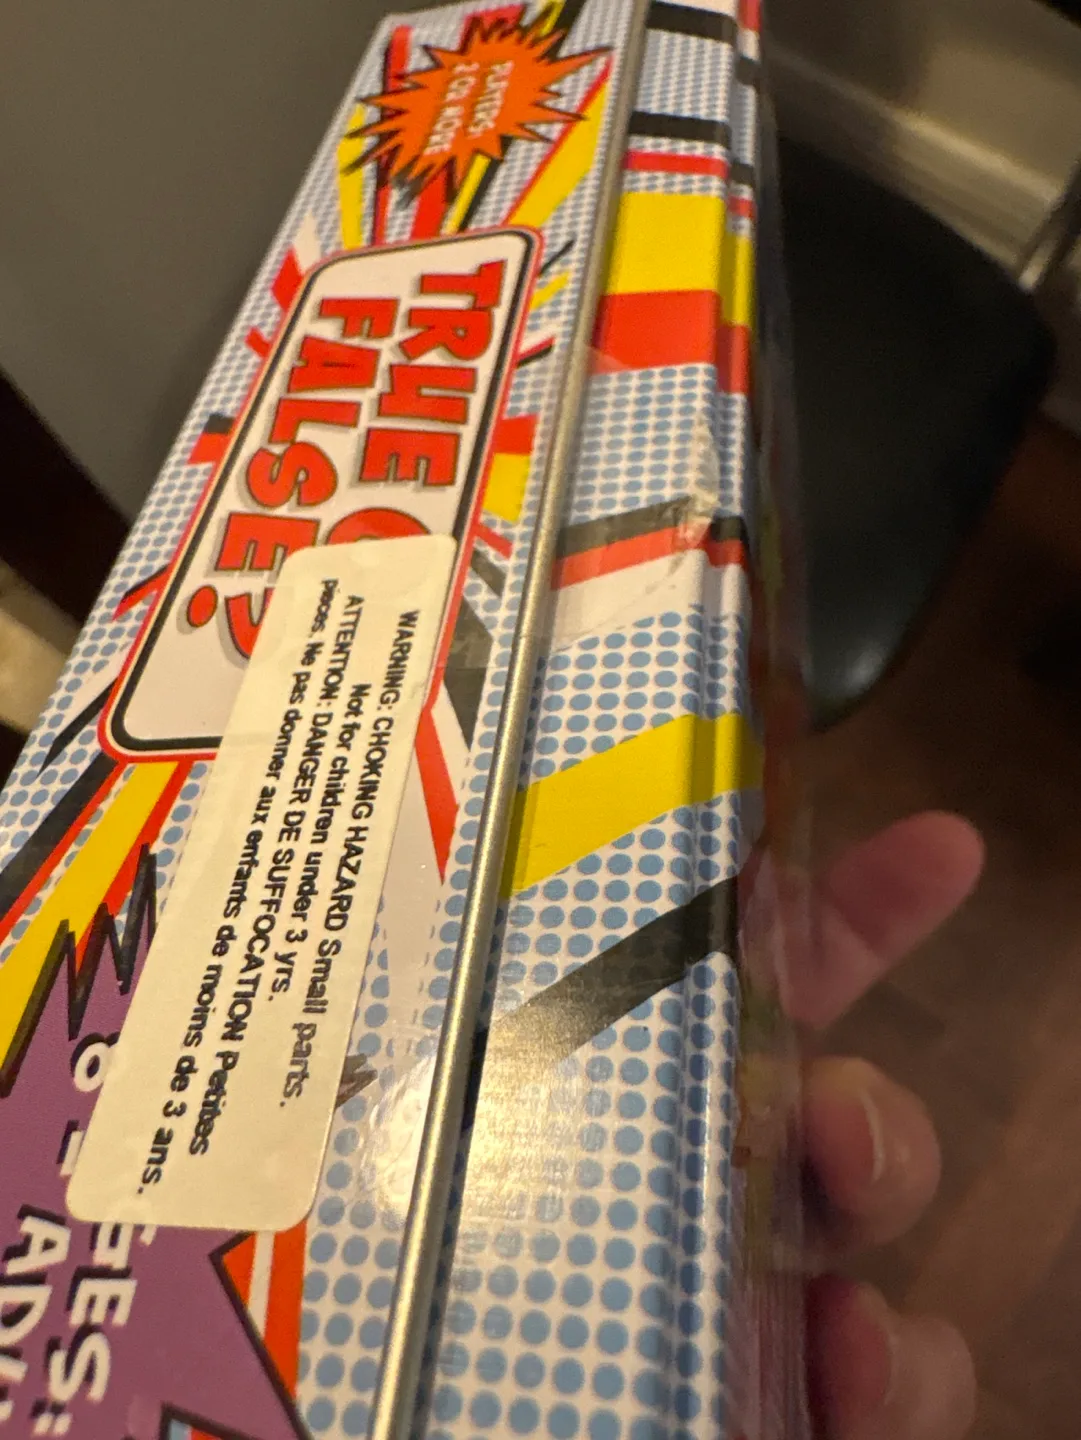 PLAYERS:
2 OR MORE
TRUE
FALSE?
WARNING: CHOKING HAZARD Small parts.
Not for children under 3 yrs.
ATTENTION: DANGER DE SUFFOCATION Petites
pieces. Ne pas donner aux enfants de moins de 3 ans.
8